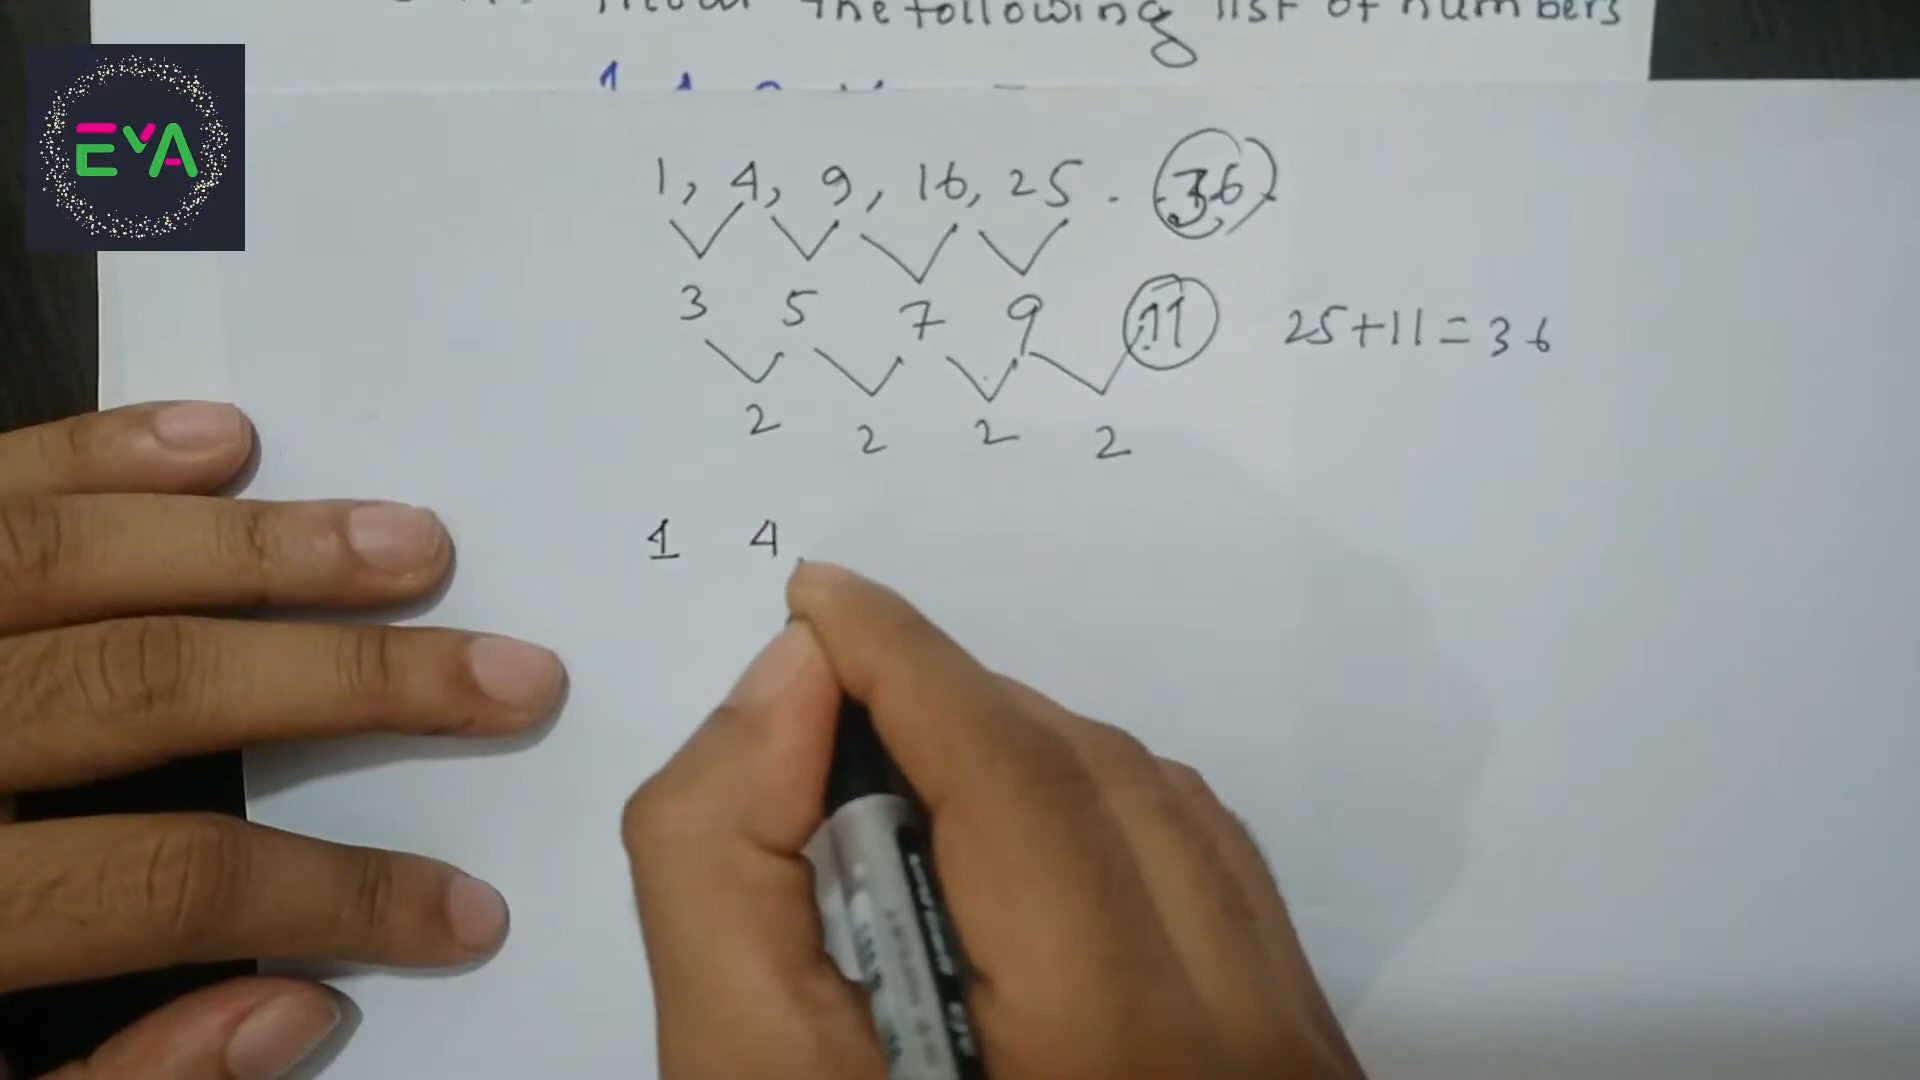 the following list of numbers
EYA
1, 4, 9, 16, 25 . 36
3 5 7 9 11 25+11=36
2 2 2 2
1 4